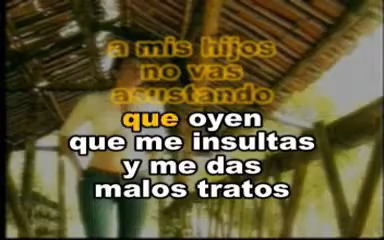 a mis hijos
no vas
asustando
que oyen
que me insultas
y me das
malos tratos